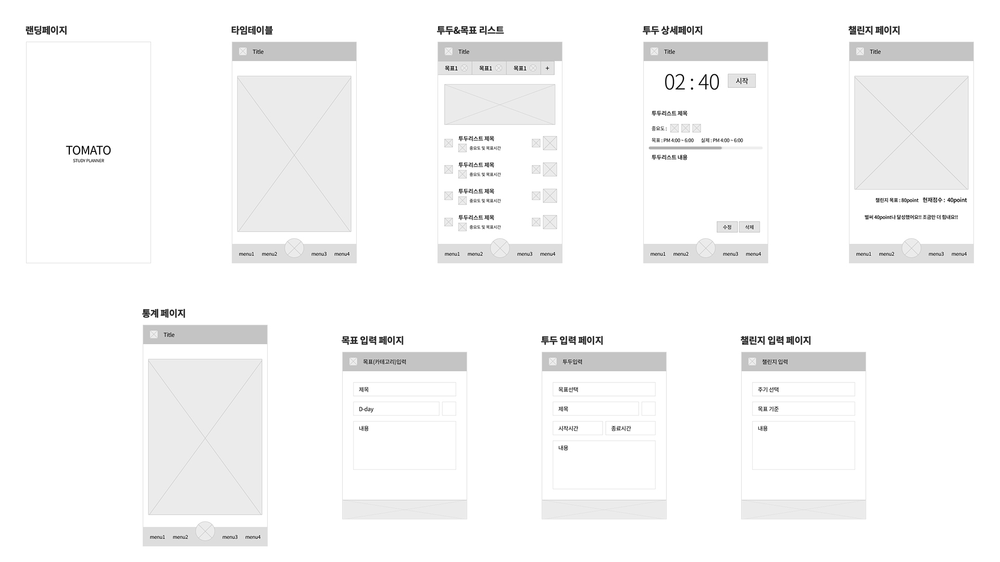 랜딩페이지
TOMATO
STUDY PLANNER
타임테이블
Title
menu1 menu2 menu3 menu4
투두&목표 리스트
Title
목표1 목표1 목표1 +
투두리스트 제목
중요도 및 목표시간
투두리스트 제목
중요도 및 목표시간
투두리스트 제목
중요도 및 목표시간
투두리스트 제목
중요도 및 목표시간
menu1 menu2 menu3 menu4
투두 상세페이지
Title
02 : 40 시작
투두리스트 제목
중요도 :
목표 : PM 4:00 ~ 6:00 실제 : PM 4:00 ~ 6:00
투두리스트 내용
수정 삭제
menu1 menu2 menu3 menu4
챌린지 페이지
Title
챌린지 목표 : 80point 현재점수 : 40point
벌써 40point나 달성했어요!! 조금만 더 힘내요!!
menu1 menu2 menu3 menu4
통계 페이지
Title
menu1 menu2 menu3 menu4
목표 입력 페이지
목표(카테고리)입력
제목
D-day
내용
투두 입력 페이지
투두입력
목표선택
제목
시작시간 종료시간
내용
챌린지 입력 페이지
챌린지 입력
주기 선택
목표 기준
내용